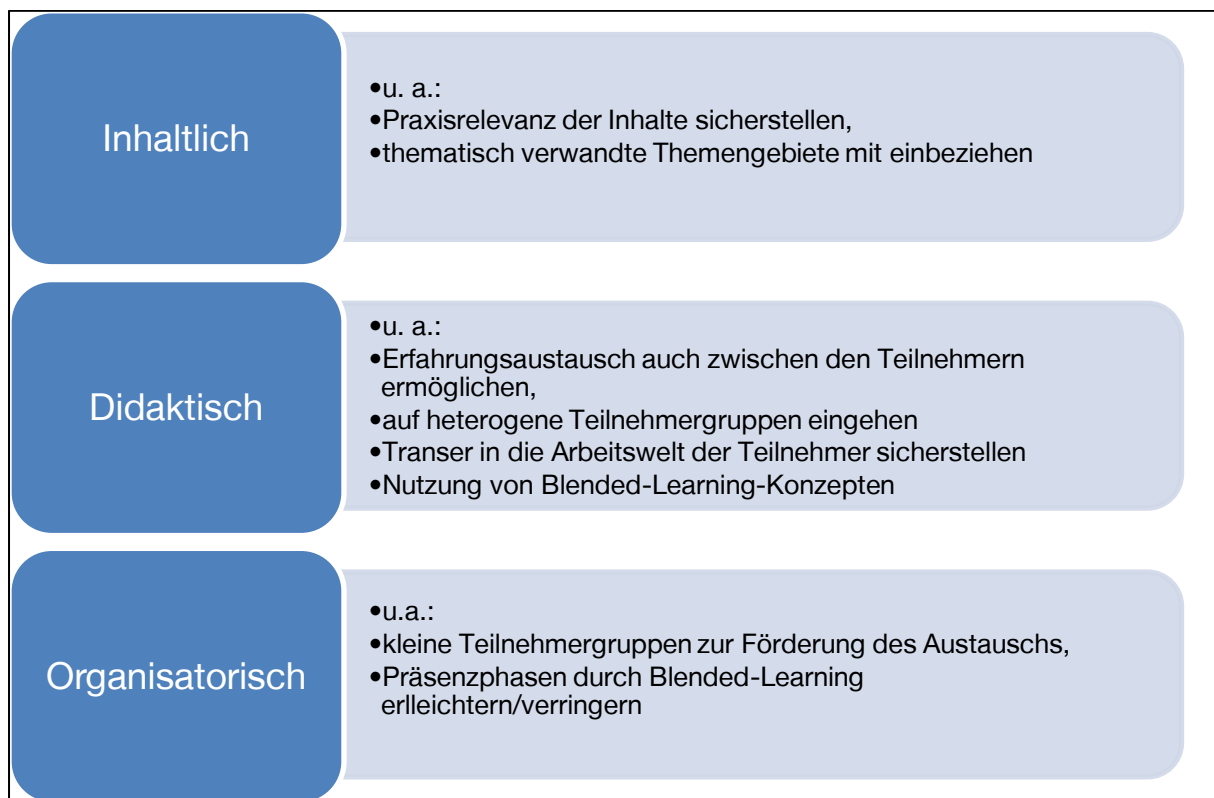 Inhaltlich
•u. a.:
•Praxisrelevanz der Inhalte sicherstellen,
•thematisch verwandte Themengebiete mit einbeziehen
Didaktisch
•u. a.:
•Erfahrungsaustausch auch zwischen den Teilnehmern
ermöglichen,
•auf heterogene Teilnehmergruppen eingehen
•Transer in die Arbeitswelt der Teilnehmer sicherstellen
•Nutzung von Blended-Learning-Konzepten
Organisatorisch
•u.a.:
•kleine Teilnehmergruppen zur Förderung des Austauschs,
•Präsenzphasen durch Blended-Learning
erlleichtern/verringern